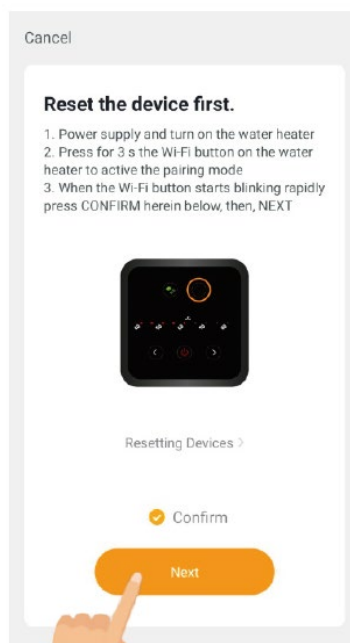 Cancel
Reset the device first.
1. Power supply and turn on the water heater
2. Press for 3 s the Wi-Fi button on the water
heater to active the pairing mode
3. When the Wi-Fi button starts blinking rapidly
press CONFIRM herein below, then, NEXT
Resetting Devices >
Confirm
Next